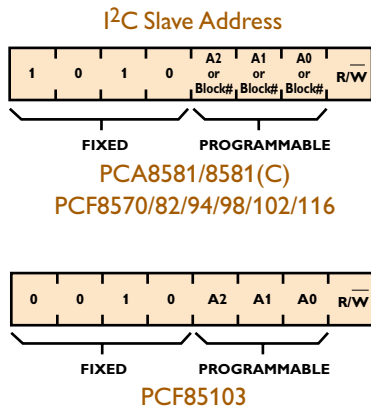 I²C Slave Address
1 0 1 0 A2 or Block# A1 or Block# A0 or Block# R/W̅
FIXED PROGRAMMABLE
PCA8581/8581(C)
PCF8570/82/94/98/102/116
0 0 1 0 A2 A1 A0 R/W̅
FIXED PROGRAMMABLE
PCF85103